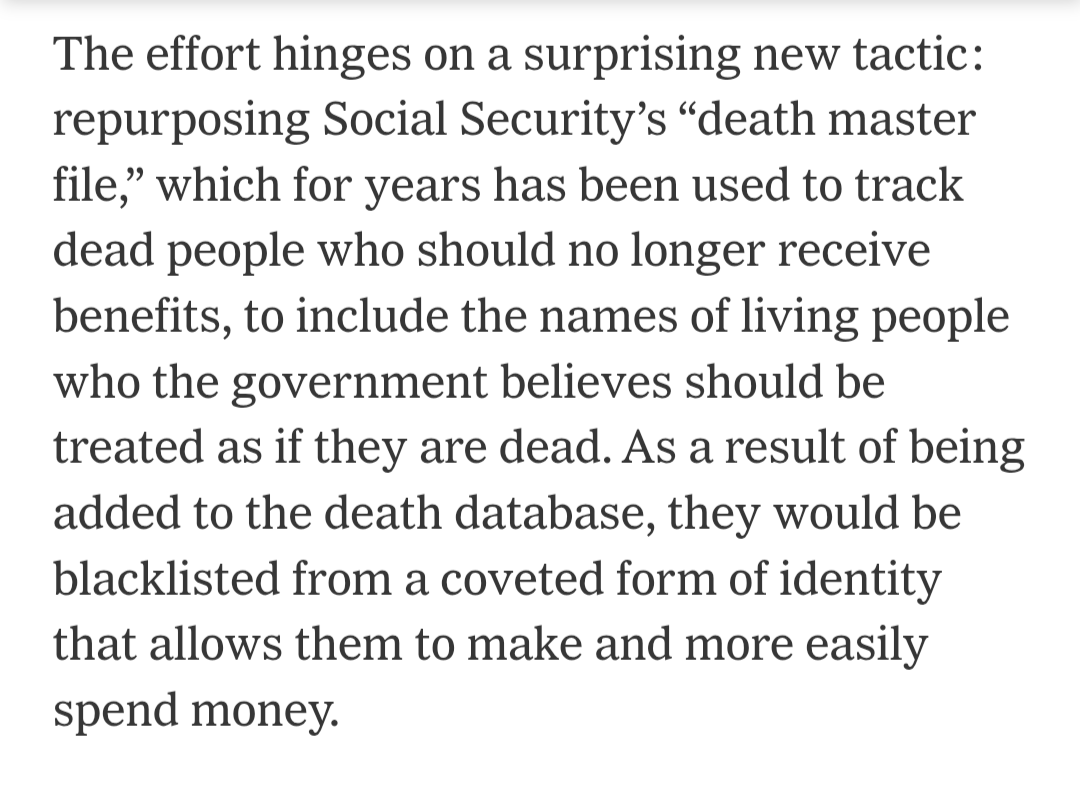 The effort hinges on a surprising new tactic:
repurposing Social Security’s “death master
file,” which for years has been used to track
dead people who should no longer receive
benefits, to include the names of living people
who the government believes should be
treated as if they are dead. As a result of being
added to the death database, they would be
blacklisted from a coveted form of identity
that allows them to make and more easily
spend money.